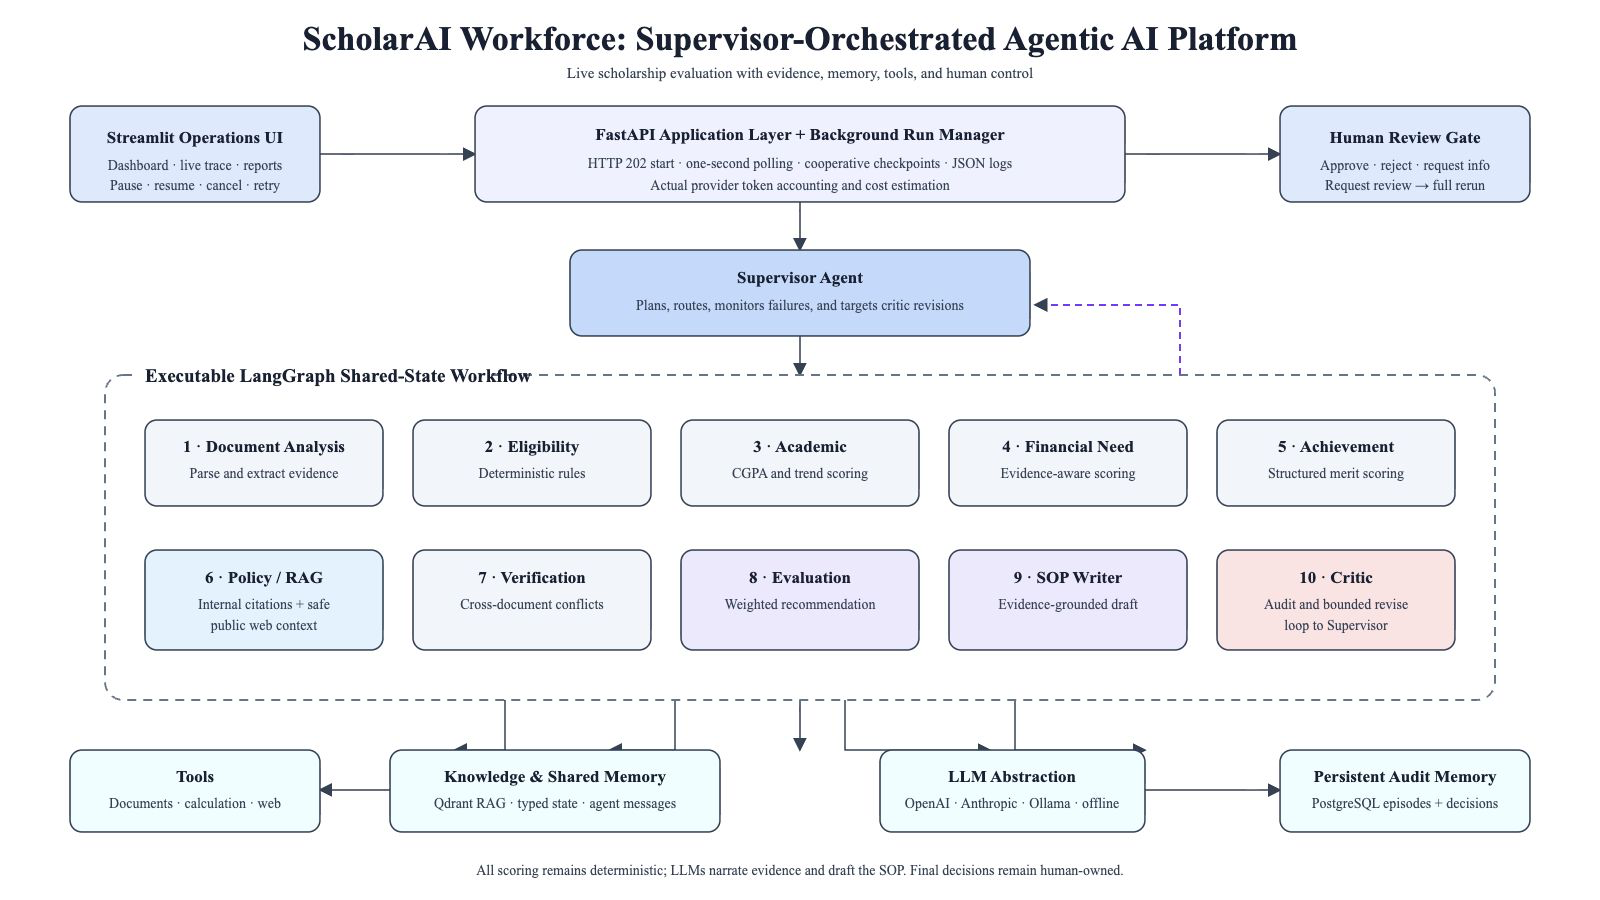 ScholarAI Workforce: Supervisor-Orchestrated Agentic AI Platform
Live scholarship evaluation with evidence, memory, tools, and human control
Streamlit Operations UI
Dashboard · live trace · reports
Pause · resume · cancel · retry
FastAPI Application Layer + Background Run Manager
HTTP 202 start · one-second polling · cooperative checkpoints · JSON logs
Actual provider token accounting and cost estimation
Human Review Gate
Approve · reject · request info
Request review → full rerun
Supervisor Agent
Plans, routes, monitors failures, and targets critic revisions
Executable LangGraph Shared-State Workflow
1 · Document Analysis
Parse and extract evidence
2 · Eligibility
Deterministic rules
3 · Academic
CGPA and trend scoring
4 · Financial Need
Evidence-aware scoring
5 · Achievement
Structured merit scoring
6 · Policy / RAG
Internal citations + safe
public web context
7 · Verification
Cross-document conflicts
8 · Evaluation
Weighted recommendation
9 · SOP Writer
Evidence-grounded draft
10 · Critic
Audit and bounded revise
loop to Supervisor
Tools
Documents · calculation · web
Knowledge & Shared Memory
Qdrant RAG · typed state · agent messages
LLM Abstraction
OpenAI · Anthropic · Ollama · offline
Persistent Audit Memory
PostgreSQL episodes + decisions
All scoring remains deterministic; LLMs narrate evidence and draft the SOP. Final decisions remain human-owned.